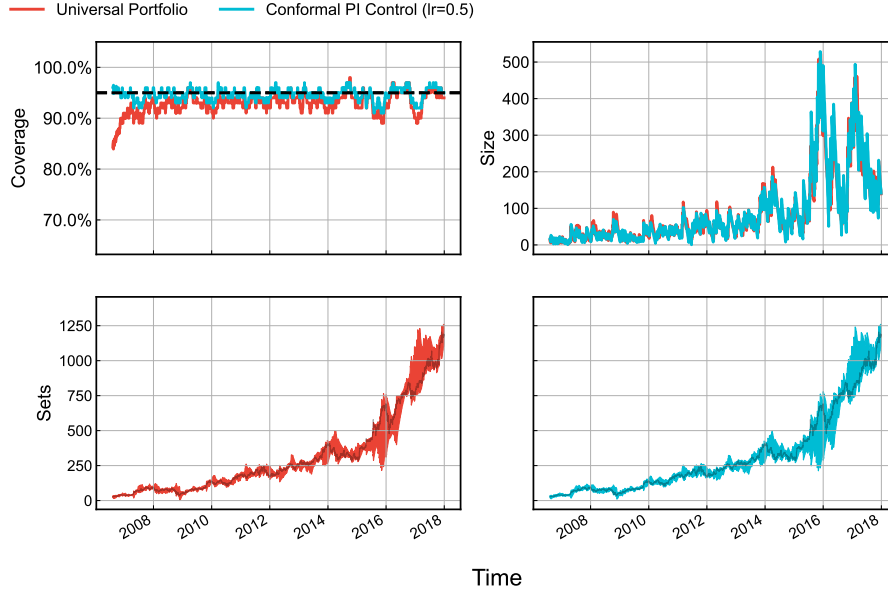 Universal Portfolio
Conformal PI Control (lr=0.5)
Coverage
100.0%
90.0%
80.0%
70.0%
Size
500
400
300
200
100
0
Sets
1250
1000
750
500
250
0
2008 2010 2012 2014 2016 2018
2008 2010 2012 2014 2016 2018
Time